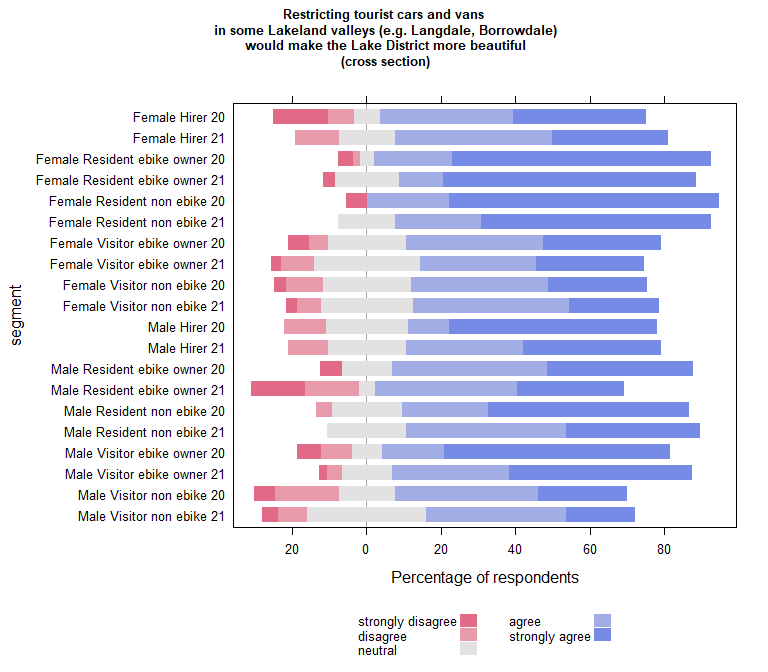 Restricting tourist cars and vans
in some Lakeland valleys (e.g. Langdale, Borrowdale)
would make the Lake District more beautiful
(cross section)
Female Hirer 20
Female Hirer 21
Female Resident ebike owner 20
Female Resident ebike owner 21
Female Resident non ebike 20
Female Resident non ebike 21
Female Visitor ebike owner 20
Female Visitor ebike owner 21
Female Visitor non ebike 20
Female Visitor non ebike 21
Male Hirer 20
Male Hirer 21
Male Resident ebike owner 20
Male Resident ebike owner 21
Male Resident non ebike 20
Male Resident non ebike 21
Male Visitor ebike owner 20
Male Visitor ebike owner 21
Male Visitor non ebike 20
Male Visitor non ebike 21
segment
20 0 20 40 60 80
Percentage of respondents
strongly disagree agree
disagree strongly agree
neutral